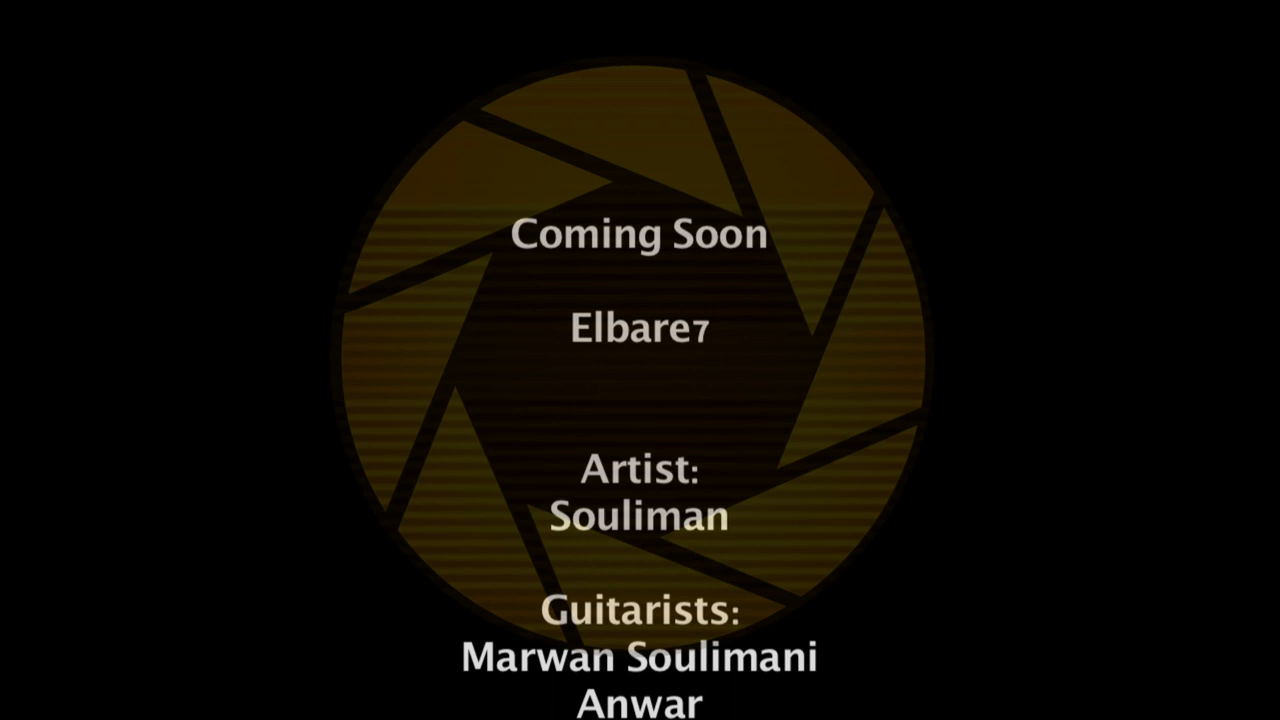 Coming Soon
Elbare7
Artist:
Souliman
Guitarists:
Marwan Soulimani
Anwar